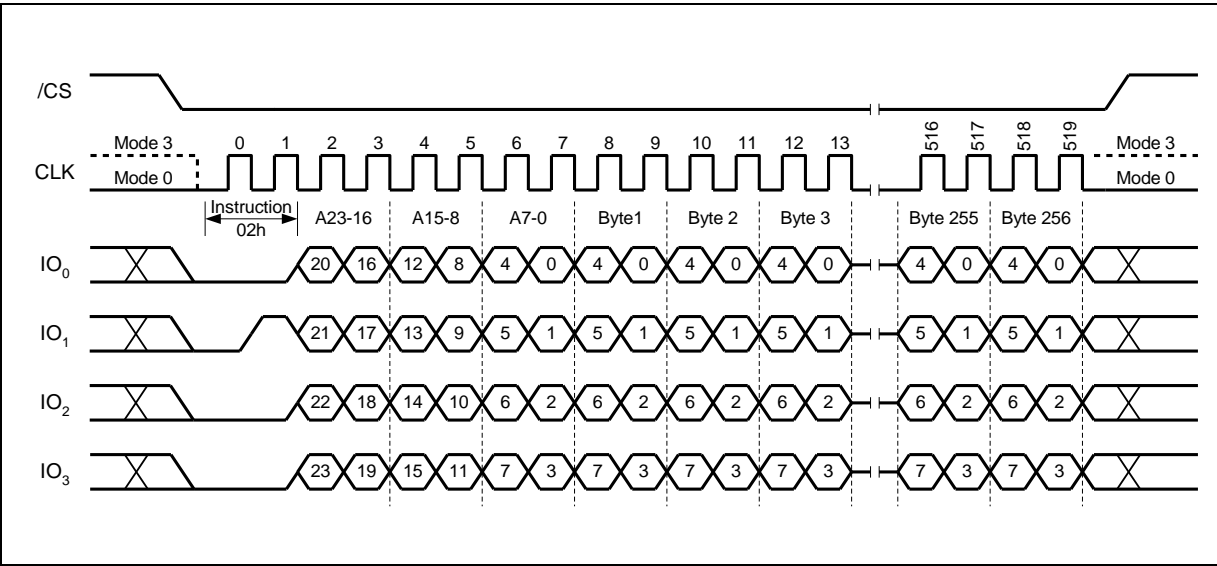 /CS
Mode 3 0 1 2 3 4 5 6 7 8 9 10 11 12 13 516 517 518 519 Mode 3
CLK Mode 0 Mode 0
Instruction A23-16 A15-8 A7-0 Byte1 Byte 2 Byte 3 Byte 255 Byte 256
02h
IO0 20 16 12 8 4 0 4 0 4 0 4 0 4 0 4 0
IO1 21 17 13 9 5 1 5 1 5 1 5 1 5 1 5 1
IO2 22 18 14 10 6 2 6 2 6 2 6 2 6 2 6 2
IO3 23 19 15 11 7 3 7 3 7 3 7 3 7 3 7 3